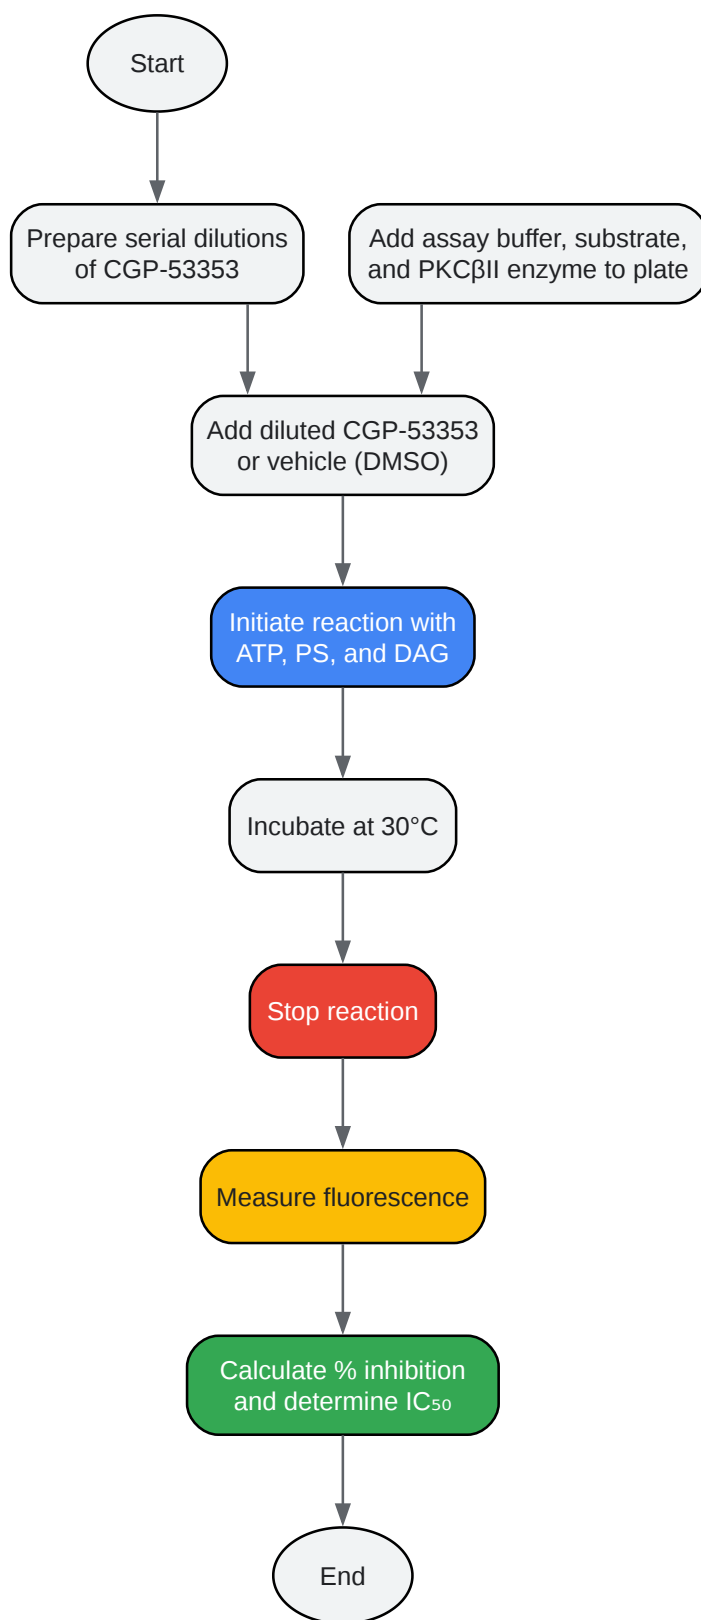 Start
Prepare serial dilutions
of CGP-53353
Add assay buffer, substrate,
and PKCβII enzyme to plate
Add diluted CGP-53353
or vehicle (DMSO)
Initiate reaction with
ATP, PS, and DAG
Incubate at 30°C
Stop reaction
Measure fluorescence
Calculate % inhibition
and determine IC₅₀
End